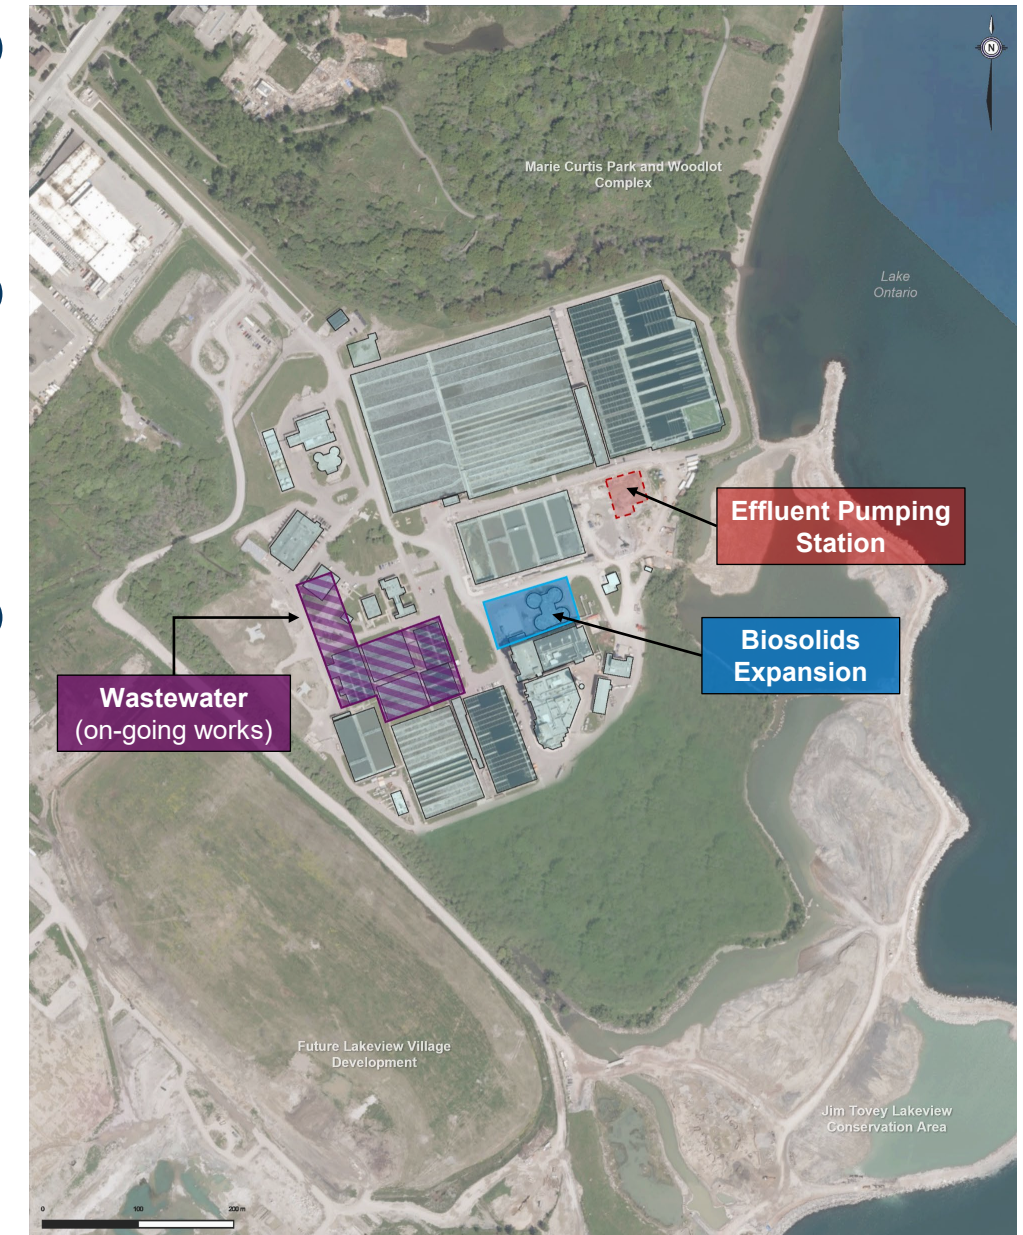 )
N
Marie Curtis Park and Woodlot
Complex
Lake
Ontario
)
Effluent Pumping
Station
)
Biosolids
Expansion
Wastewater
(on-going works)
Future Lakeview Village
Development
Jim Tovey Lakeview
Conservation Area
0 100 200 m